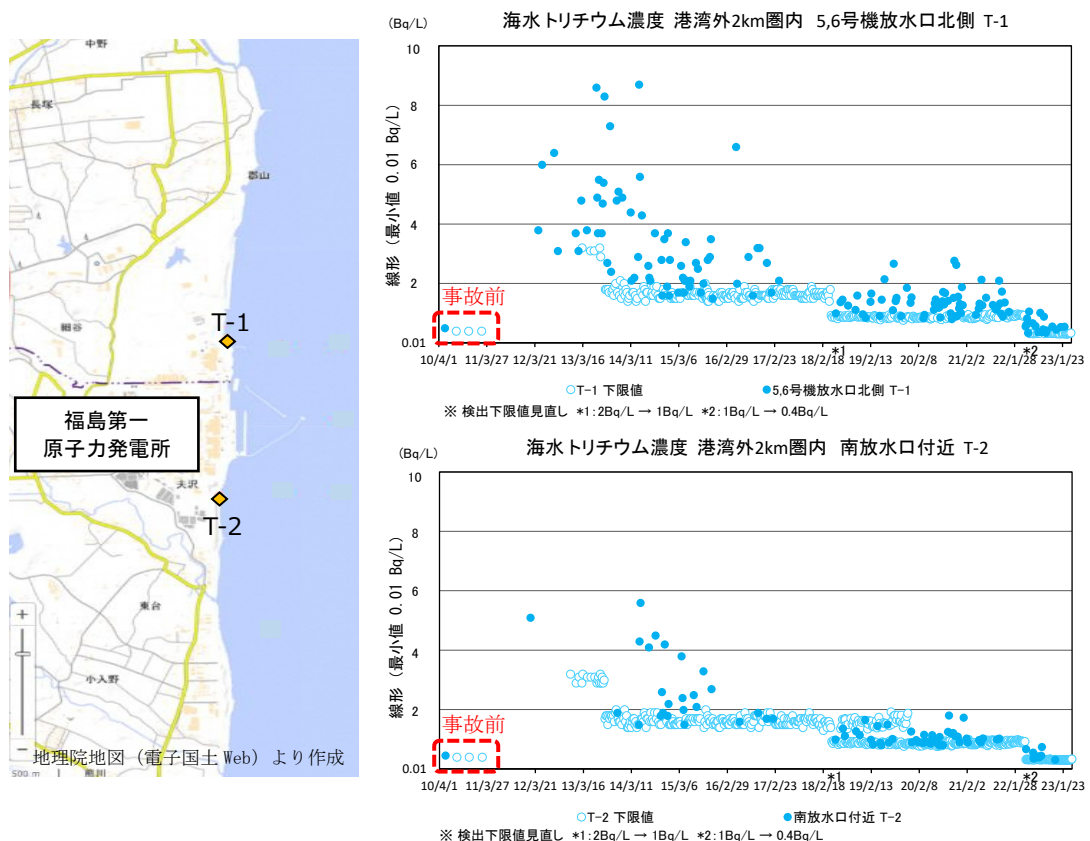 中野
長塚
郡山
細谷
T-1
福島第一
原子力発電所
夫沢
T-2
東台
小入野
熊川
+
−
500 m
地理院地図（電子国土Web）より作成
(Bq/L)
海水トリチウム濃度 港湾外2km圏内 5,6号機放水口北側 T-1
線形 (最小値 0.01 Bq/L)
10
8
6
4
2
0.01
事故前
10/4/1 11/3/27 12/3/21 13/3/16 14/3/11 15/3/6 16/2/29 17/2/23 18/2/18 *1 19/2/13 20/2/8 21/2/2 22/1/28 *2 23/1/23
○T-1 下限値 ●5,6号機放水口北側 T-1
※ 検出下限値見直し *1:2Bq/L → 1Bq/L *2:1Bq/L → 0.4Bq/L
(Bq/L)
海水トリチウム濃度 港湾外2km圏内 南放水口付近 T-2
線形 (最小値 0.01 Bq/L)
10
8
6
4
2
0.01
事故前
10/4/1 11/3/27 12/3/21 13/3/16 14/3/11 15/3/6 16/2/29 17/2/23 18/2/18 *1 19/2/13 20/2/8 21/2/2 22/1/28 *2 23/1/23
○T-2 下限値 ●南放水口付近 T-2
※ 検出下限値見直し *1:2Bq/L → 1Bq/L *2:1Bq/L → 0.4Bq/L